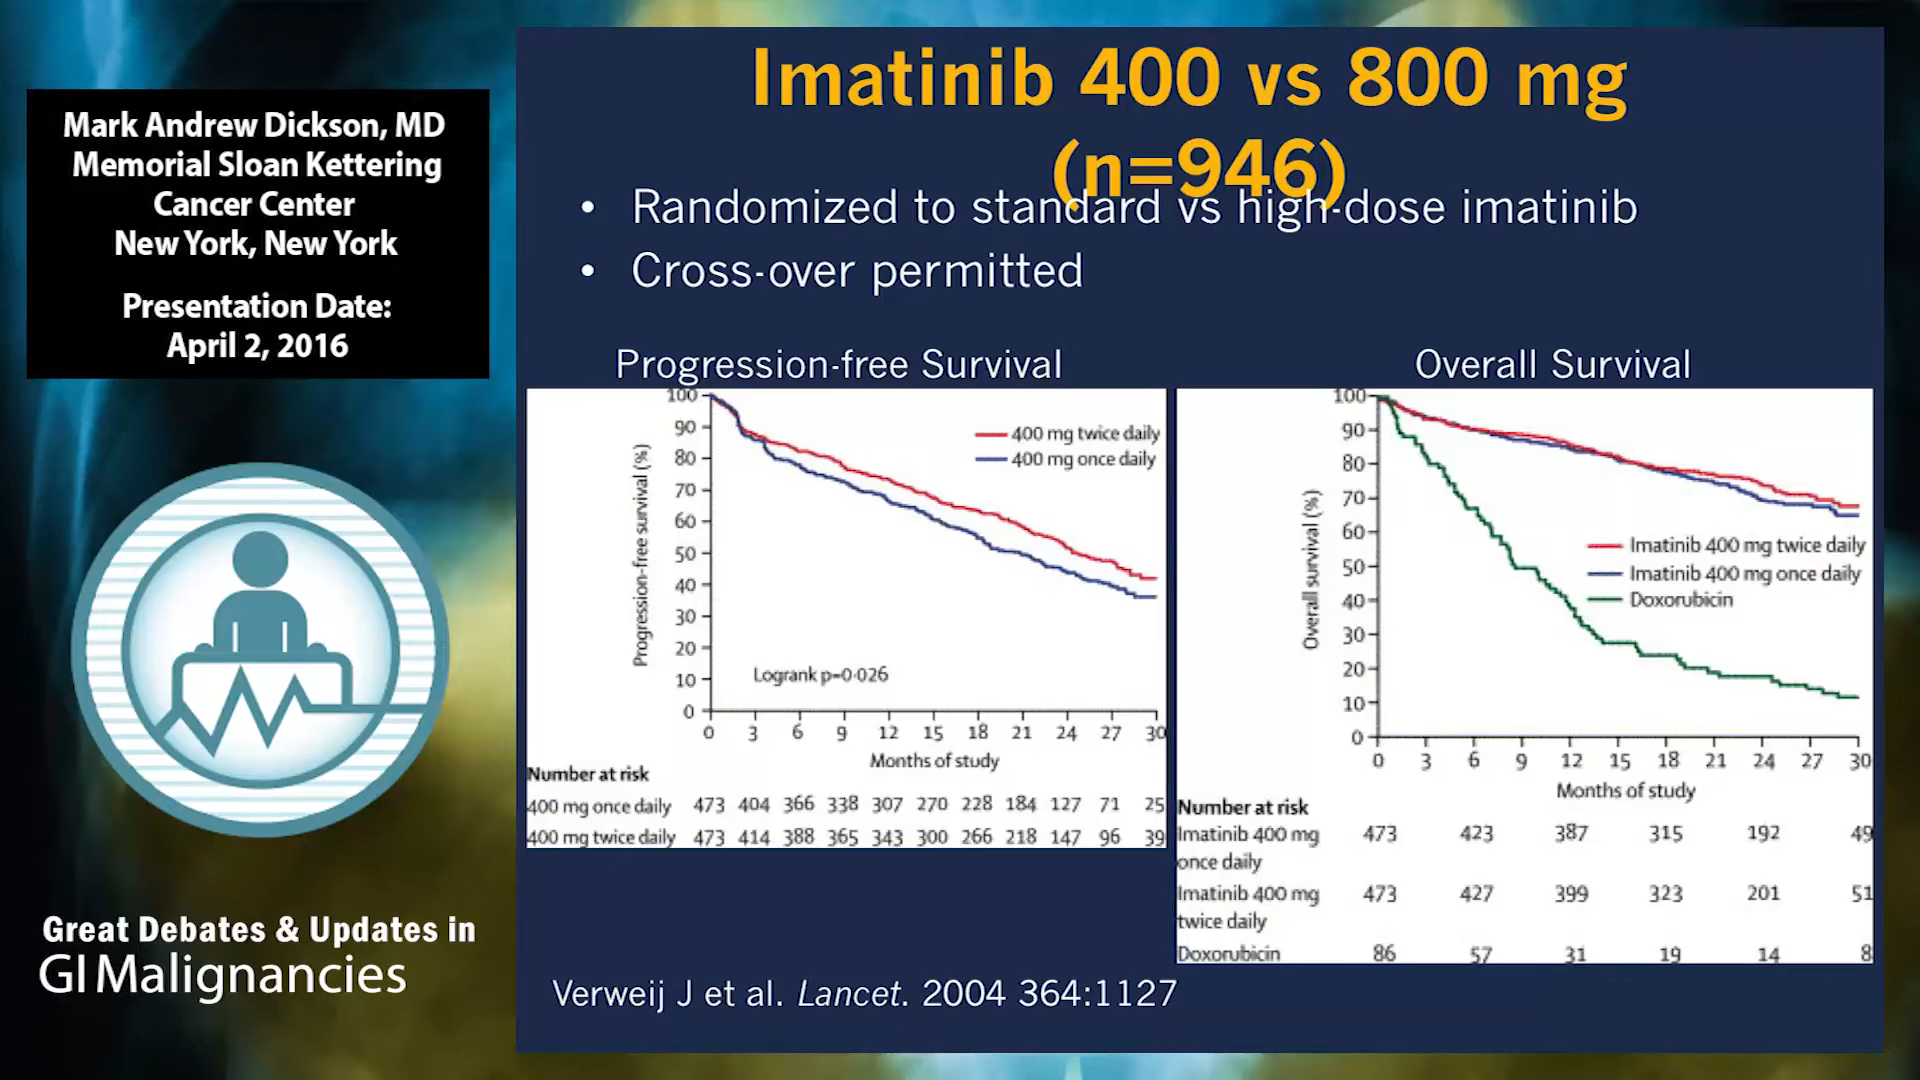 Mark Andrew Dickson, MD
Memorial Sloan Kettering
Cancer Center
New York, New York
Presentation Date:
April 2, 2016
Great Debates & Updates in
GI Malignancies
Imatinib 400 vs 800 mg
(n=946)
• Randomized to standard vs high-dose imatinib
• Cross-over permitted
Progression-free Survival
Progression-free survival (%)
100
90
80
70
60
50
40
30
20
10
0
400 mg twice daily
400 mg once daily
Logrank p=0·026
0 3 6 9 12 15 18 21 24 27 30
Months of study
Number at risk
400 mg once daily 473 404 366 338 307 270 228 184 127 71 25
400 mg twice daily 473 414 388 365 343 300 266 218 147 96 39
Overall Survival
Overall survival (%)
100
90
80
70
60
50
40
30
20
10
0
Imatinib 400 mg twice daily
Imatinib 400 mg once daily
Doxorubicin
0 3 6 9 12 15 18 21 24 27 30
Months of study
Number at risk
Imatinib 400 mg 473 423 387 315 192 49
once daily
Imatinib 400 mg 473 427 399 323 201 51
twice daily
Doxorubicin 86 57 31 19 14 8
Verweij J et al. Lancet. 2004 364:1127